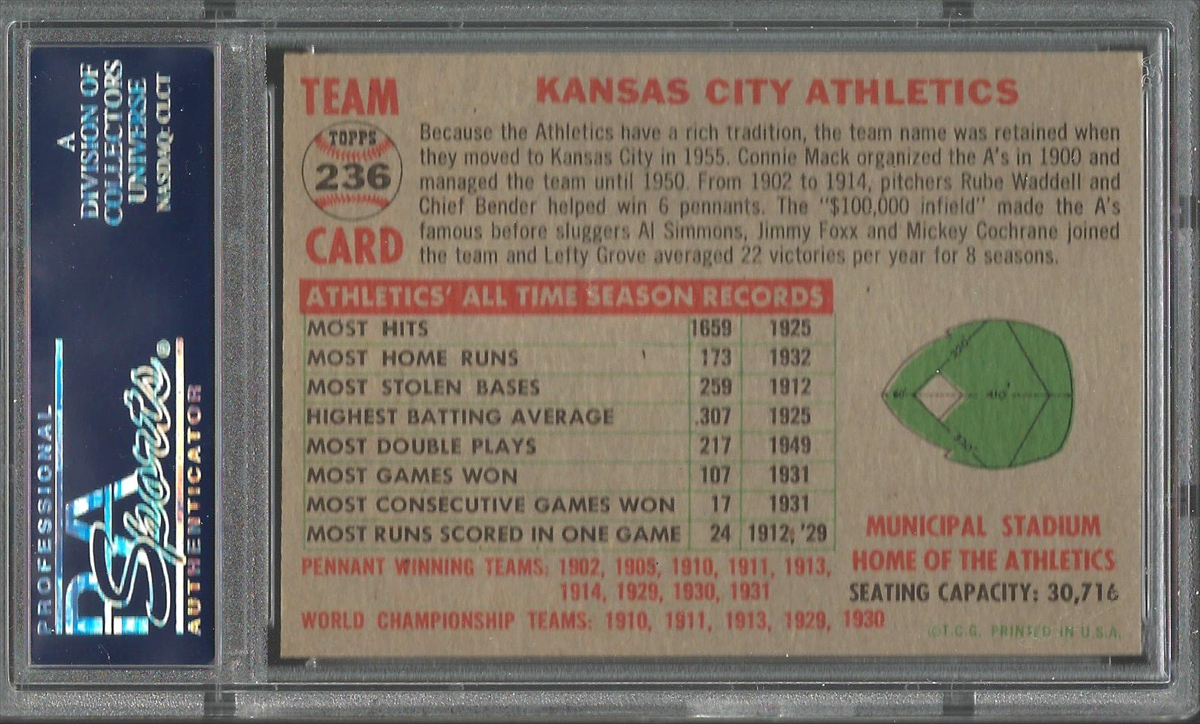 A
DIVISION OF
COLLECTORS
UNIVERSE
NASDAQ-CLCT
PROFESSIONAL
PSA
Sports®
AUTHENTICATOR
TEAM
TOPPS
236
CARD
KANSAS CITY ATHLETICS
Because the Athletics have a rich tradition, the team name was retained when
they moved to Kansas City in 1955. Connie Mack organized the A's in 1900 and
managed the team until 1950. From 1902 to 1914, pitchers Rube Waddell and
Chief Bender helped win 6 pennants. The "$100,000 infield" made the A's
famous before sluggers Al Simmons, Jimmy Foxx and Mickey Cochrane joined
the team and Lefty Grove averaged 22 victories per year for 8 seasons.
ATHLETICS' ALL TIME SEASON RECORDS
MOST HITS 1659 1925
MOST HOME RUNS 173 1932
MOST STOLEN BASES 259 1912
HIGHEST BATTING AVERAGE .307 1925
MOST DOUBLE PLAYS 217 1949
MOST GAMES WON 107 1931
MOST CONSECUTIVE GAMES WON 17 1931
MOST RUNS SCORED IN ONE GAME 24 1912, '29
PENNANT WINNING TEAMS: 1902, 1905, 1910, 1911, 1913,
1914, 1929, 1930, 1931
WORLD CHAMPIONSHIP TEAMS: 1910, 1911, 1913, 1929, 1930
330'
410'
330'
MUNICIPAL STADIUM
HOME OF THE ATHLETICS
SEATING CAPACITY: 30,716
©T.C.G. PRINTED IN U.S.A.